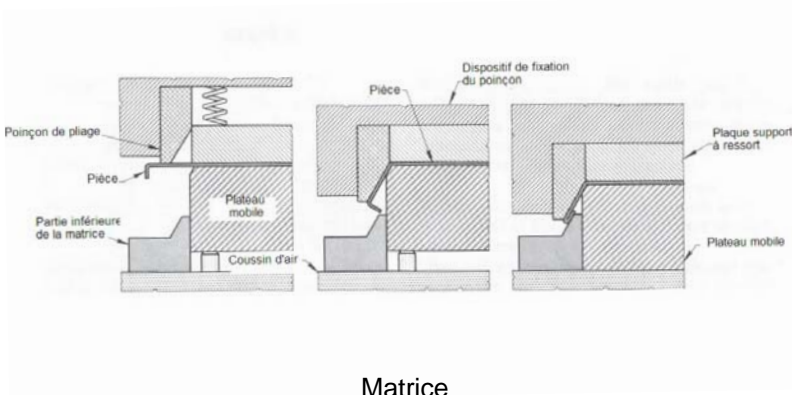 Dispositif de fixation
du poinçon
Pièce
Poinçon de pliage
Plaque support
à ressort
Pièce
Plateau
mobile
Partie inférieure
de la matrice
Coussin d'air
Plateau mobile
Matrice